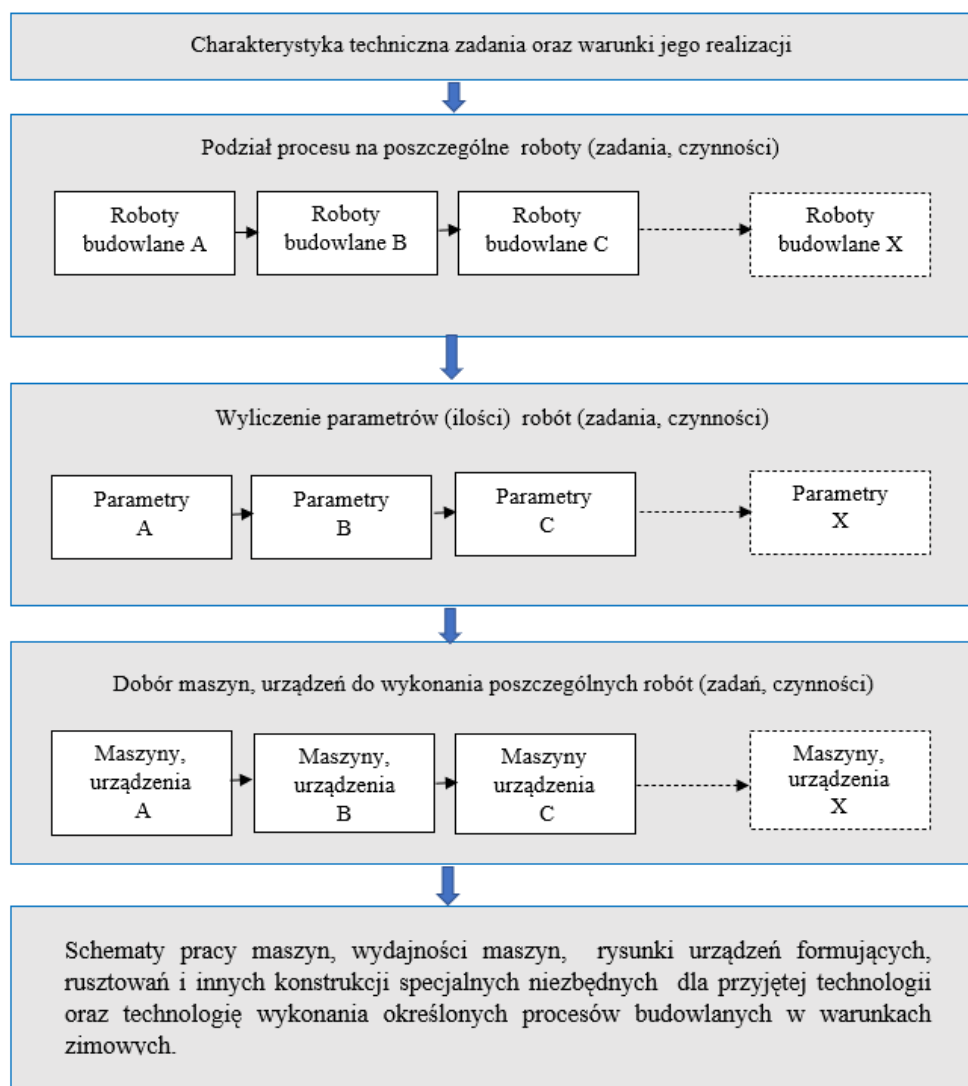 Charakterystyka techniczna zadania oraz warunki jego realizacji
Podział procesu na poszczególne roboty (zadania, czynności)
Roboty
budowlane A
Roboty
budowlane B
Roboty
budowlane C
Roboty
budowlane X
Wyliczenie parametrów (ilości) robót (zadania, czynności)
Parametry
A
Parametry
B
Parametry
C
Parametry
X
Dobór maszyn, urządzeń do wykonania poszczególnych robót (zadań, czynności)
Maszyny,
urządzenia
A
Maszyny,
urządzenia
B
Maszyny
urządzenia
C
Maszyny,
urządzenia
X
Schematy pracy maszyn, wydajności maszyn, rysunki urządzeń formujących,
rusztowań i innych konstrukcji specjalnych niezbędnych dla przyjętej technologii
oraz technologię wykonania określonych procesów budowlanych w warunkach
zimowych.